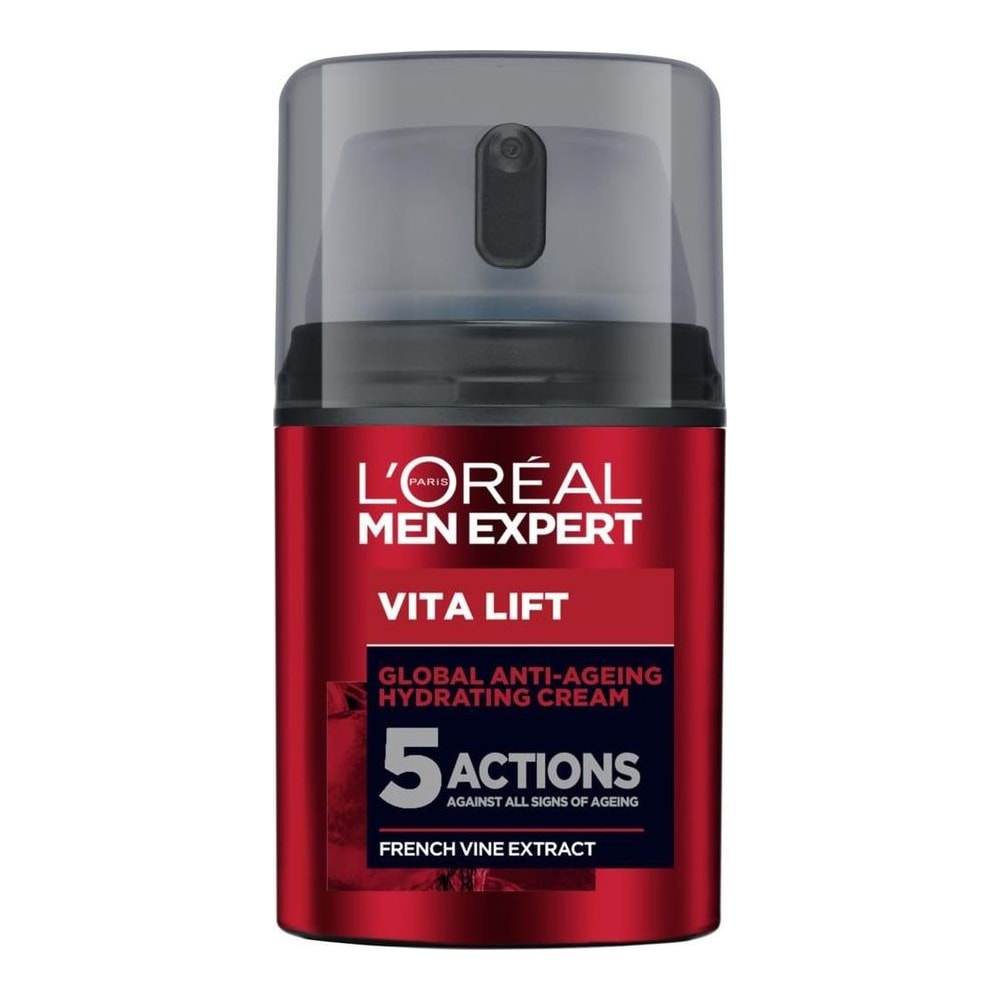 L'ORÉAL
PARIS
MEN EXPERT
VITA LIFT
GLOBAL ANTI-AGEING
HYDRATING CREAM
5 ACTIONS
AGAINST ALL SIGNS OF AGEING
FRENCH VINE EXTRACT